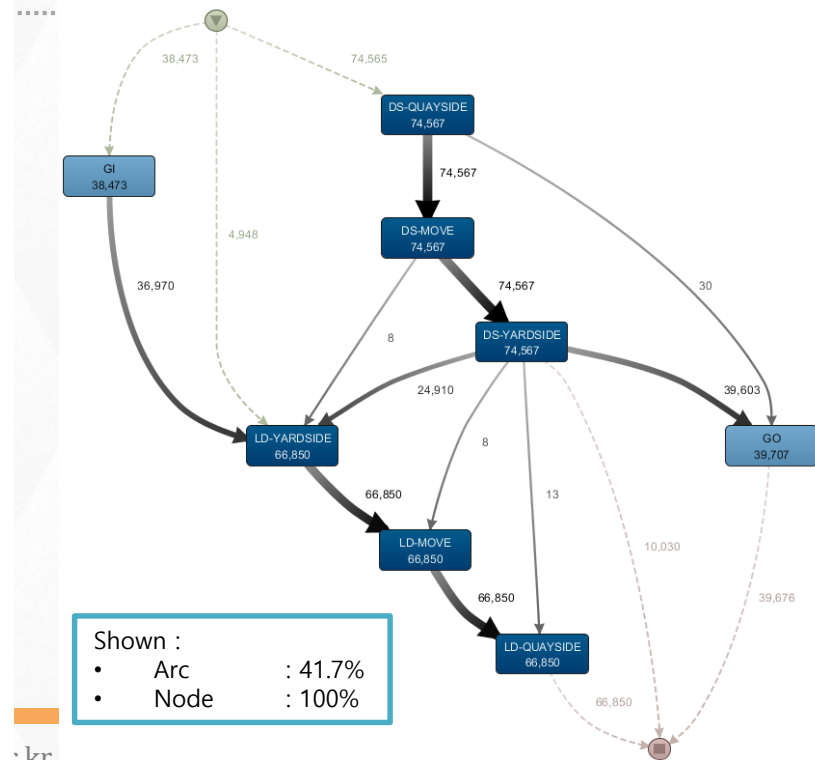 38,473
74,565
DS-QUAYSIDE
74,567
GI
38,473
74,567
4,948
DS-MOVE
74,567
36,970
74,567
30
8
DS-YARDSIDE
74,567
24,910
39,603
LD-YARDSIDE
66,850
8
GO
39,707
66,850
13
LD-MOVE
66,850
10,030
66,850
39,676
LD-QUAYSIDE
66,850
66,850
Shown :
• Arc : 41.7%
• Node : 100%